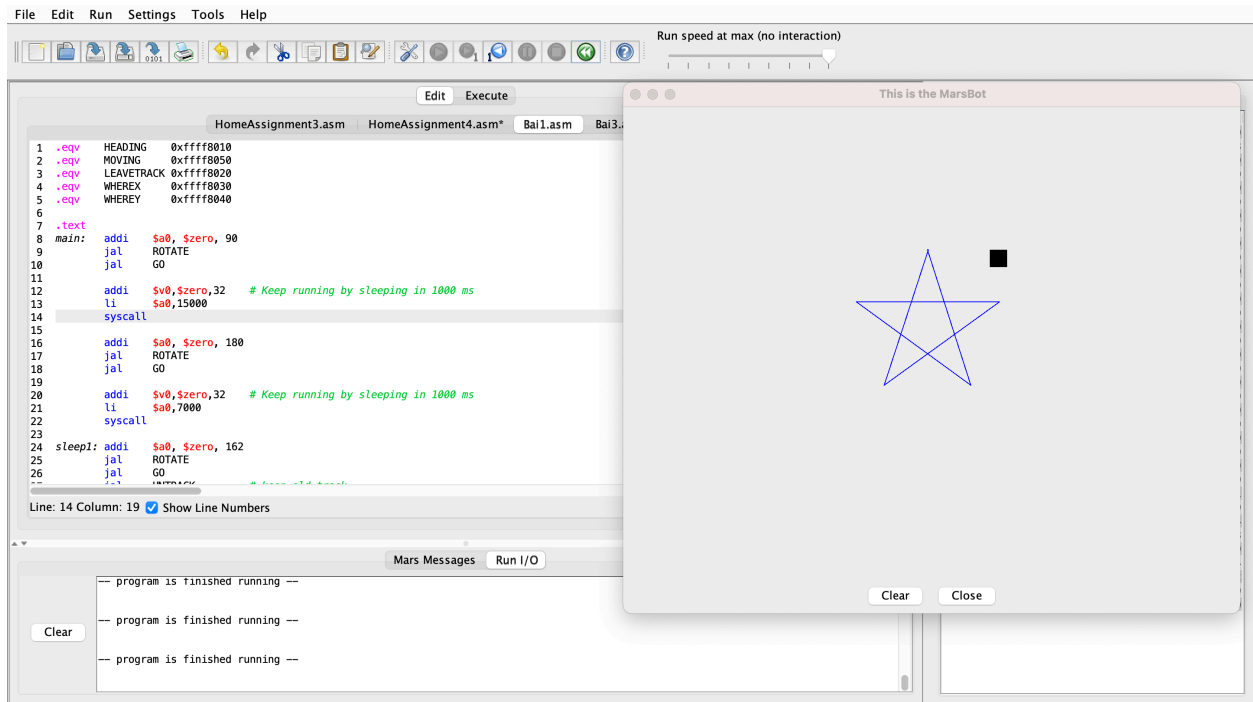 File Edit Run Settings Tools Help
Run speed at max (no interaction)
0101
1
1
This is the MarsBot
Edit Execute
HomeAssignment3.asm HomeAssignment4.asm* Bai1.asm Bai3.a
1 .eqv HEADING 0xffff8010
2 .eqv MOVING 0xffff8050
3 .eqv LEAVETRACK 0xffff8020
4 .eqv WHEREX 0xffff8030
5 .eqv WHEREY 0xffff8040
6
7 .text
8 main: addi $a0, $zero, 90
9 jal ROTATE
10 jal GO
11
12 addi $v0,$zero,32 # Keep running by sleeping in 1000 ms
13 li $a0,15000
14 syscall
15
16 addi $a0, $zero, 180
17 jal ROTATE
18 jal GO
19
20 addi $v0,$zero,32 # Keep running by sleeping in 1000 ms
21 li $a0,7000
22 syscall
23
24 sleep1: addi $a0, $zero, 162
25 jal ROTATE
26 jal GO
Line: 14 Column: 19 Show Line Numbers
Mars Messages Run I/O
-- program is finished running --
-- program is finished running --
-- program is finished running --
Clear
Clear Close